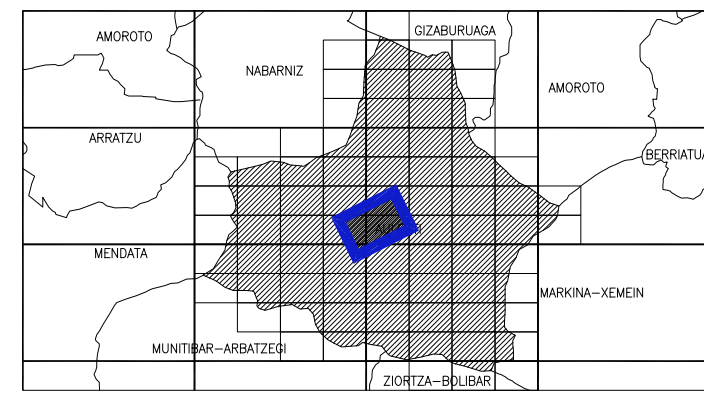 GIZABURUAGA
AMOROTO
NABARNIZ
AMOROTO
ARRATZU
BERRIATUA
MENDATA
MARKINA-XEMEIN
MUNITIBAR-ARBATZEGI
ZIORTZA-BOLIBAR